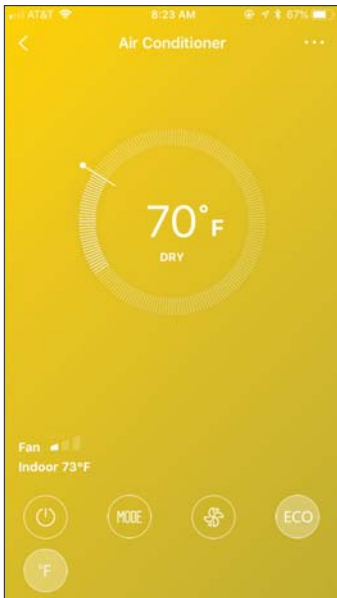 AT&T 8:23 AM 67%
Air Conditioner
70°F
DRY
Fan
Indoor 73°F
MODE
ECO
°F